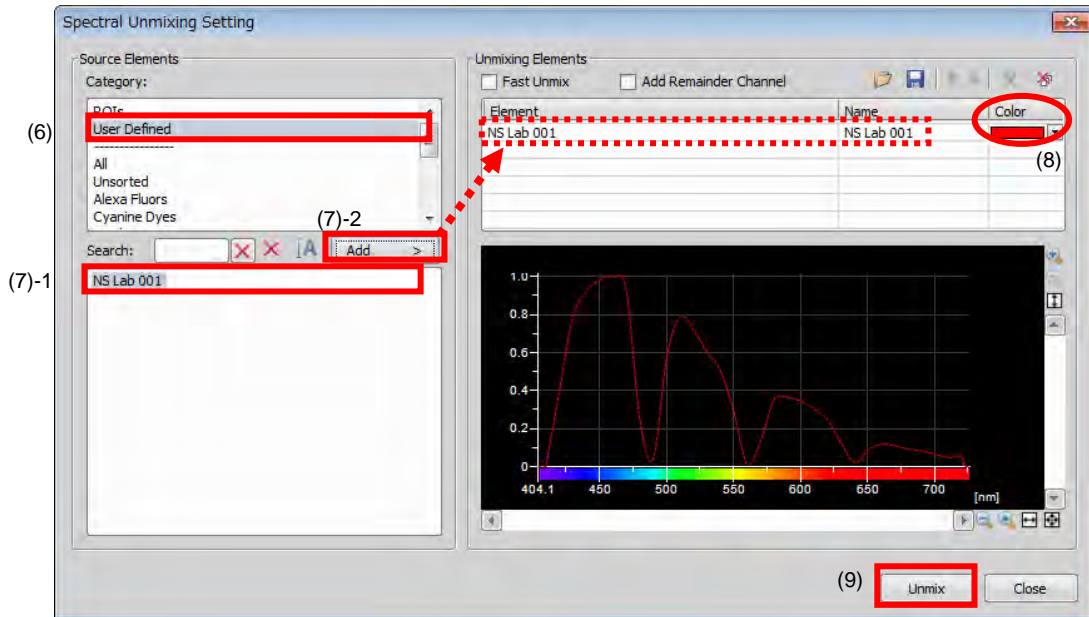 Spectral Unmixing Setting
Source Elements
Category:
ROIs
(6)
User Defined
----------------
All
Unsorted
Alexa Fluors
Cyanine Dyes
(7)-2
Search:
A
Add >
(7)-1
NS Lab 001
Unmixing Elements
Fast Unmix
Add Remainder Channel
Element Name Color
NS Lab 001 NS Lab 001
(8)
1.0
0.8
0.6
0.4
0.2
0
404.1 450 500 550 600 650 700
[nm]
(9)
Unmix
Close